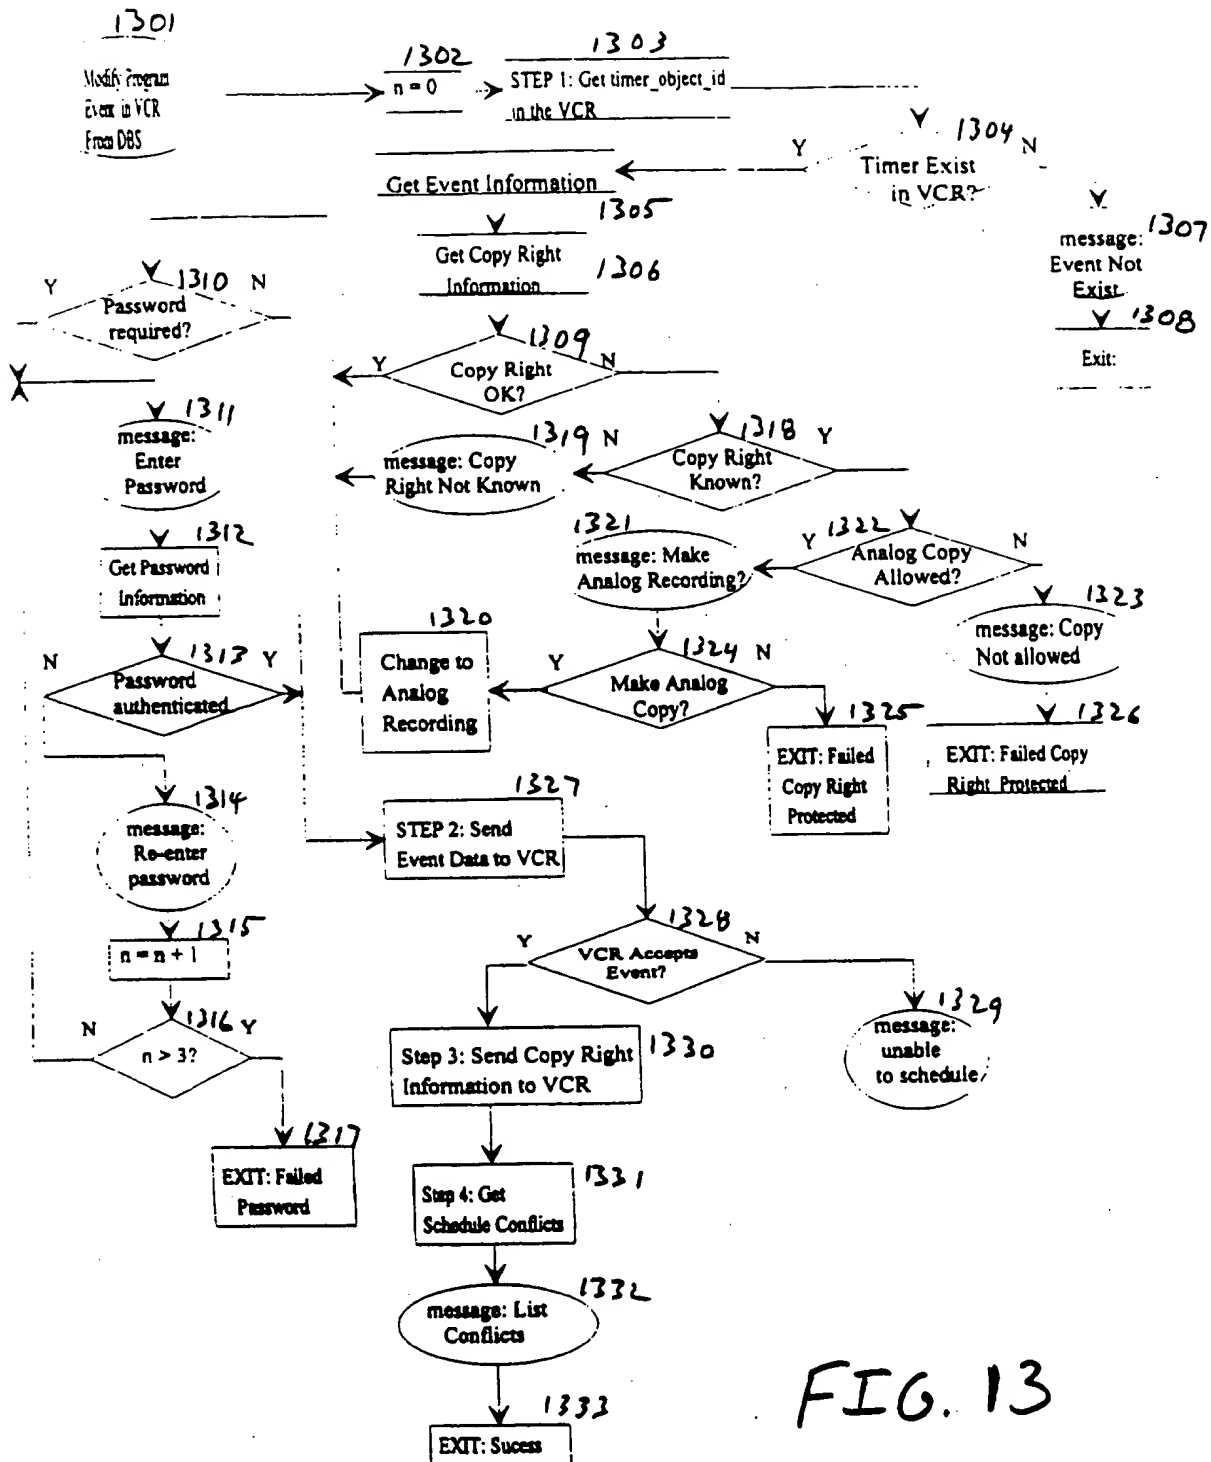 1301
Modify Program
Event in VCR
From DBS
1302
n = 0
1303
STEP 1: Get timer_object_id
in the VCR
1304
Y
N
Timer Exist
in VCR?
Get Event Information
1305
Get Copy Right
Information
1306
1307
message:
Event Not
Exist
1308
Exit:
1310
Y
N
Password
required?
1309
Y
N
Copy Right
OK?
1311
message:
Enter
Password
1319
message: Copy
Right Not Known
N
1318
Y
Copy Right
Known?
1312
Get Password
Information
1321
message: Make
Analog Recording?
Y
1322
N
Analog Copy
Allowed?
1323
message: Copy
Not allowed
N
1313
Y
Password
authenticated
1320
Change to
Analog
Recording
Y
1324
N
Make Analog
Copy?
1325
EXIT: Failed
Copy Right
Protected
1326
EXIT: Failed Copy
Right Protected
1314
message:
Re-enter
password
1327
STEP 2: Send
Event Data to VCR
1315
n = n + 1
1328
Y
N
VCR Accepts
Event?
1329
message:
unable
to schedule
N
1316
Y
n > 3?
Step 3: Send Copy Right
Information to VCR
1330
1317
EXIT: Failed
Password
1331
Step 4: Get
Schedule Conflicts
1332
message: List
Conflicts
1333
EXIT: Sucess
FIG. 13